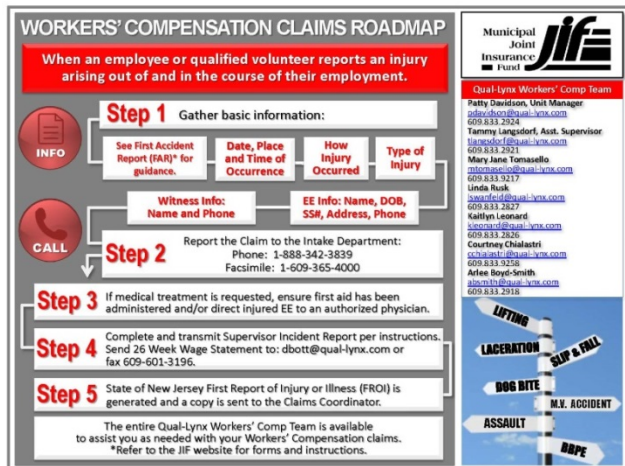 WORKERS' COMPENSATION CLAIMS ROADMAP
When an employee or qualified volunteer reports an injury
arising out of and in the course of their employment.
INFO
Step 1 Gather basic information:
See First Accident
Report (FAR)* for
guidance.
Date, Place
and Time of
Occurrence
How
Injury
Occurred
Type of
Injury
Witness Info:
Name and Phone
EE Info: Name, DOB,
SS#, Address, Phone
CALL
Step 2
Report the Claim to the Intake Department:
Phone: 1-888-342-3839
Facsimile: 1-609-365-4000
Step 3
If medical treatment is requested, ensure first aid has been
administered and/or direct injured EE to an authorized physician.
Step 4
Complete and transmit Supervisor Incident Report per instructions.
Send 26 Week Wage Statement to: dbott@qual-lynx.com or
fax 609-601-3196.
Step 5
State of New Jersey First Report of Injury or Illness (FROI) is
generated and a copy is sent to the Claims Coordinator.
The entire Qual-Lynx Workers' Comp Team is available
to assist you as needed with your Workers' Compensation claims.
*Refer to the JIF website for forms and instructions.
Municipal
Joint
Insurance
Fund
JIF
Qual-Lynx Workers' Comp Team
Patty Davidson, Unit Manager
pdavidson@qual-lynx.com
609.833.2924
Tammy Langsdorf, Asst. Supervisor
tlangsdorf@qual-lynx.com
609.833.2921
Mary Jane Tomasello
mtomasello@qual-lynx.com
609.833.9217
Linda Rusk
lswanfeld@qual-lynx.com
609.833.2827
Kaitlyn Leonard
kleonard@qual-lynx.com
609.833.2826
Courtney Chialastri
cchialastri@qual-lynx.com
609.833.9258
Arlee Boyd-Smith
absmith@qual-lynx.com
609.833.2918
LIFTING
LACERATION
SLIP & FALL
DOG BITE
M.V. ACCIDENT
ASSAULT
BBPE